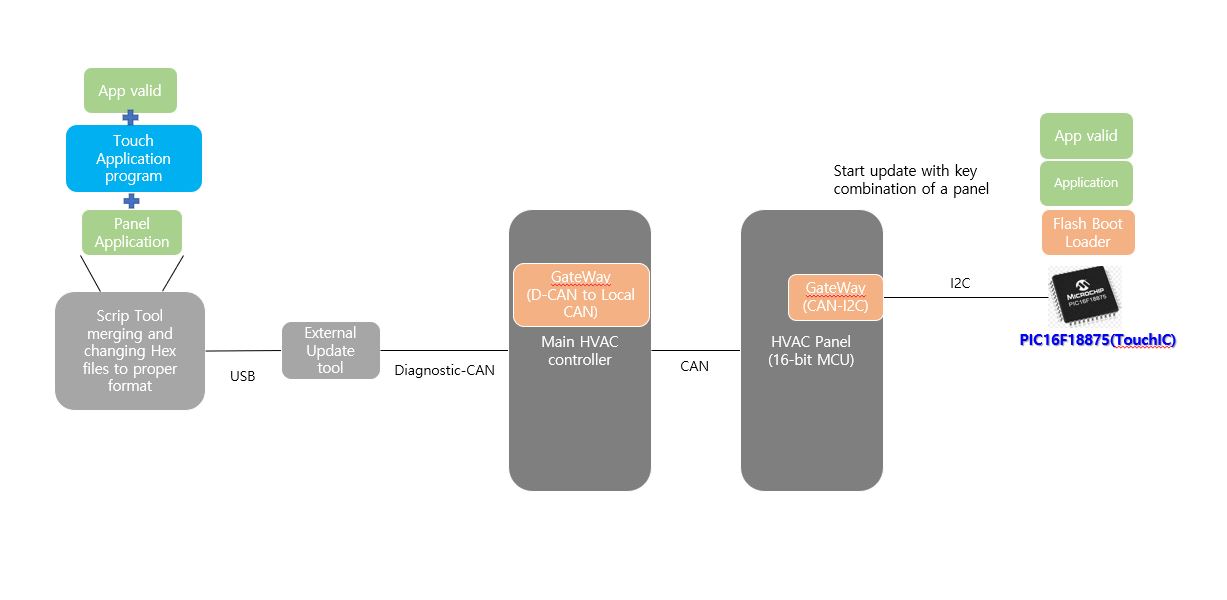 App valid
Touch
Application
program
Panel
Application
Scrip Tool
merging and
changing Hex
files to proper
format
USB
External
Update
tool
Diagnostic-CAN
GateWay
(D-CAN to Local
CAN)
Main HVAC
controller
CAN
Start update with key
combination of a panel
GateWay
(CAN-I2C)
HVAC Panel
(16-bit MCU)
I2C
App valid
Application
Flash Boot
Loader
MICROCHIP
PIC16F18875
PIC16F18875(TouchIC)